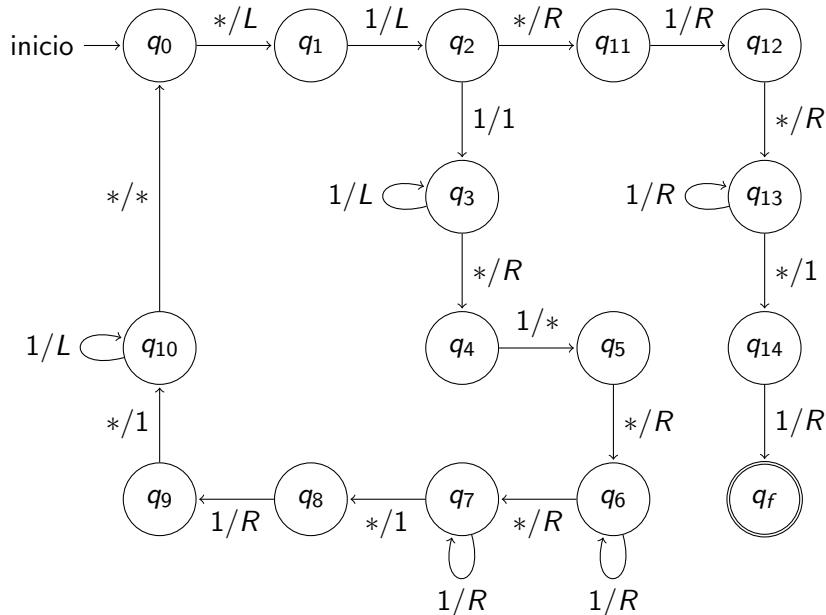 */L 1/L */R 1/R
inicio q₀ q₁ q₂ q₁₁ q₁₂
1/1 */R
1/L q₃ 1/R q₁₃
*/*
*/R */1
1/*
1/L q₁₀ q₄ q₅ q₁₄
*/1 */R 1/R
q₉ q₈ q₇ q₆ q_f
1/R */1 */R
1/R 1/R